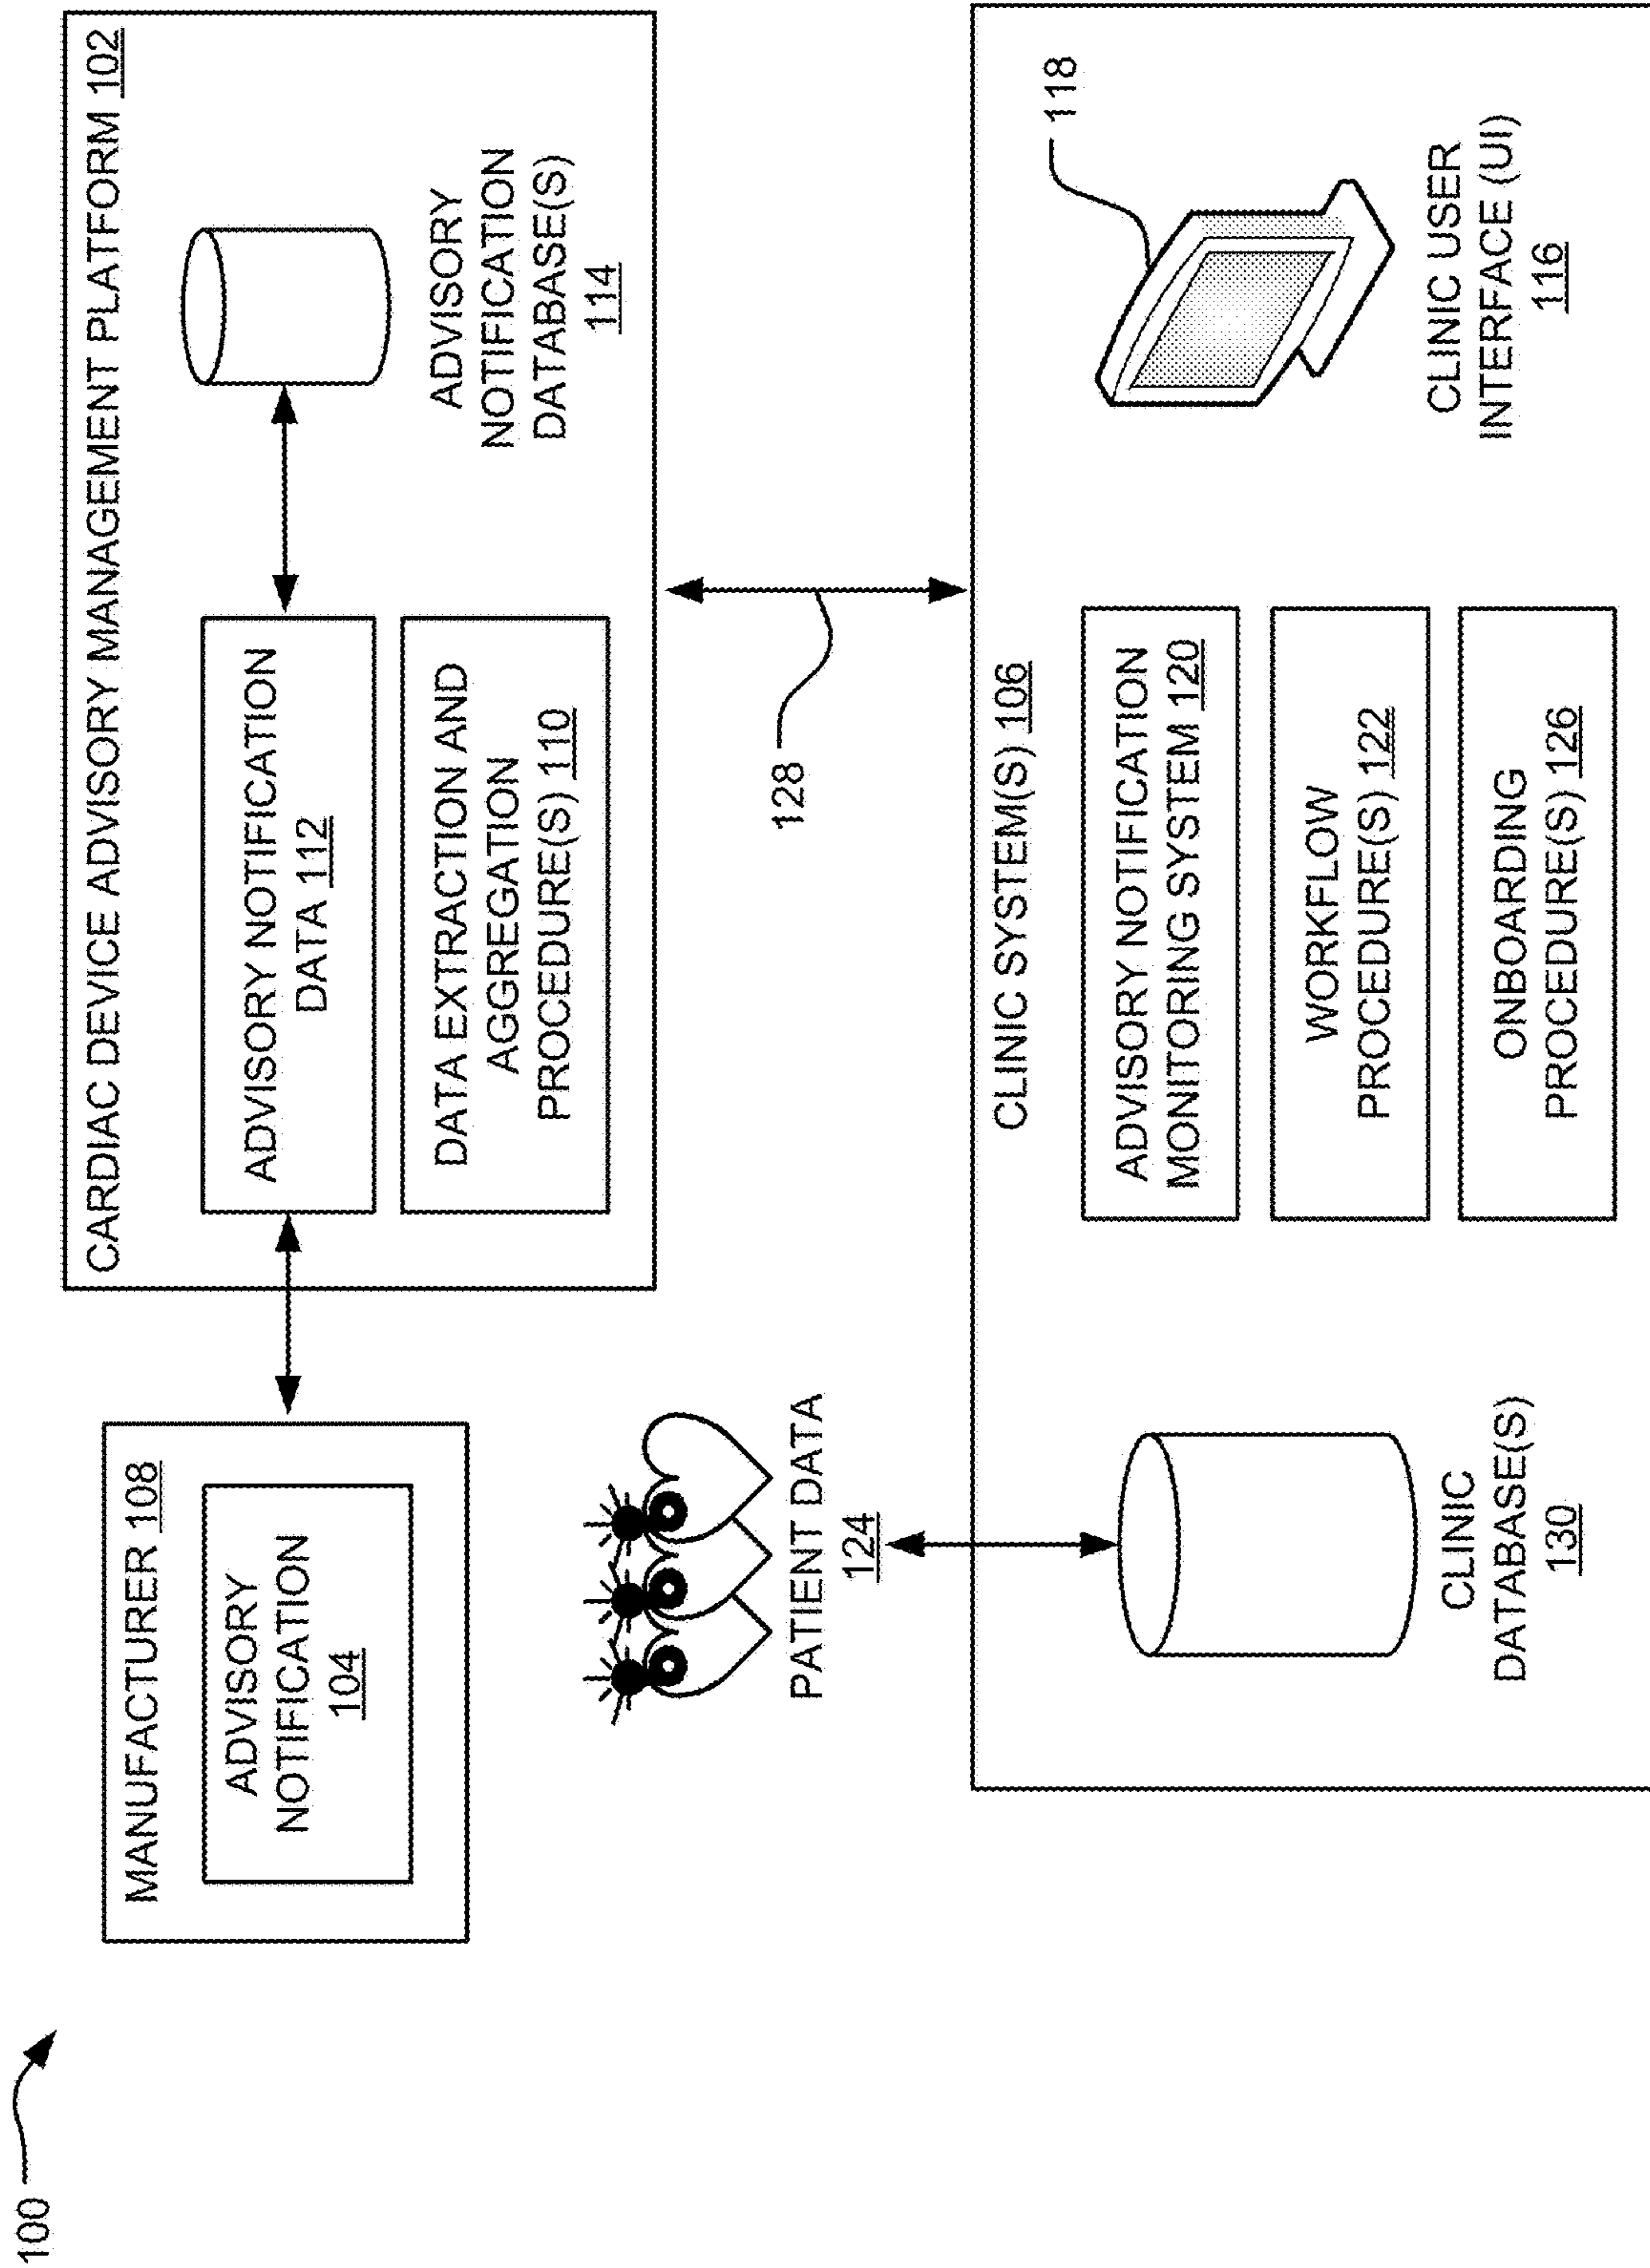 100
MANUFACTURER 108
ADVISORY
NOTIFICATION
104
CARDIAC DEVICE ADVISORY MANAGEMENT PLATFORM 102
ADVISORY NOTIFICATION
DATA 112
DATA EXTRACTION AND
AGGREGATION
PROCEDURE(S) 110
ADVISORY
NOTIFICATION
DATABASE(S)
114
PATIENT DATA
124
128
CLINIC SYSTEM(S) 106
CLINIC
DATABASE(S)
130
ADVISORY NOTIFICATION
MONITORING SYSTEM 120
WORKFLOW
PROCEDURE(S) 122
ONBOARDING
PROCEDURE(S) 126
118
CLINIC USER
INTERFACE (UI)
116